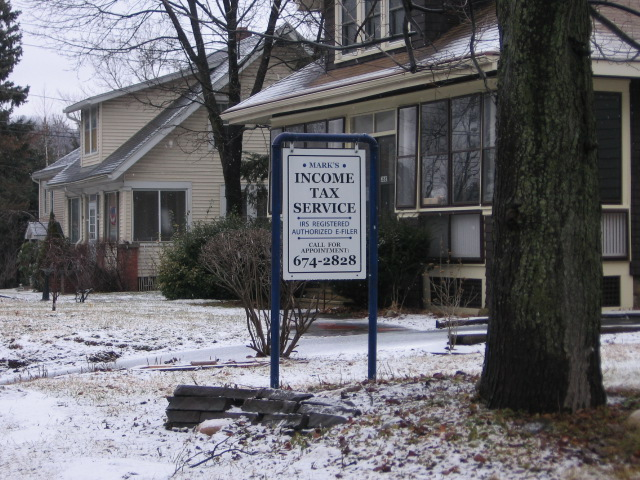 • MARK'S •
INCOME
TAX
SERVICE
IRS REGISTERED
AUTHORIZED E-FILER
CALL FOR
APPOINTMENT:
674-2828